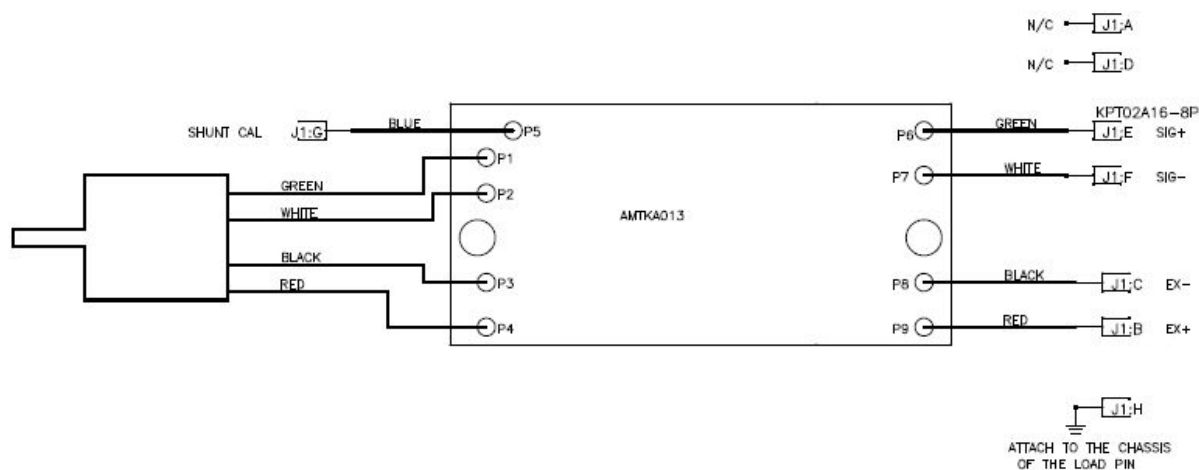 N/C J1:A
N/C J1:D
KPT02A16-8P
SHUNT CAL J1:G BLUE P5
P6 GREEN J1:E SIG+
P1
P7 WHITE J1:F SIG-
GREEN
P2
WHITE
AMTKA013
BLACK
P3
P8 BLACK J1:C EX-
RED
P4
P9 RED J1:B EX+
J1:H
ATTACH TO THE CHASSIS
OF THE LOAD PIN